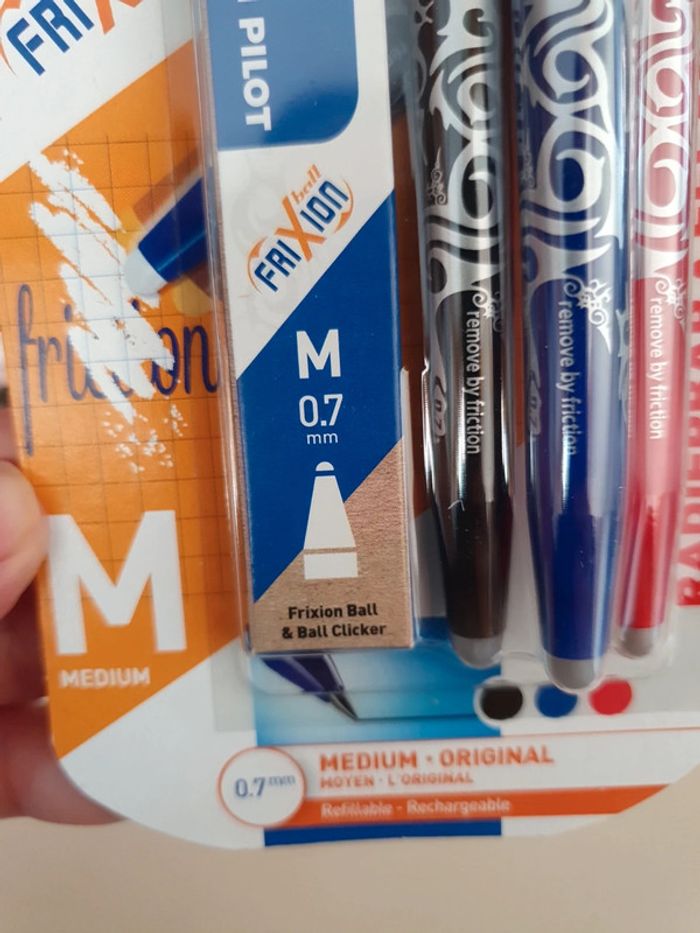 FRIXION
PILOT
FRIXION
ball
M
0.7
mm
Frixion Ball
& Ball Clicker
remove by friction
remove by friction
remove by friction
M
MEDIUM
0.7mm
MEDIUM · ORIGINAL
MOYEN · L'ORIGINAL
Refillable - Rechargeable